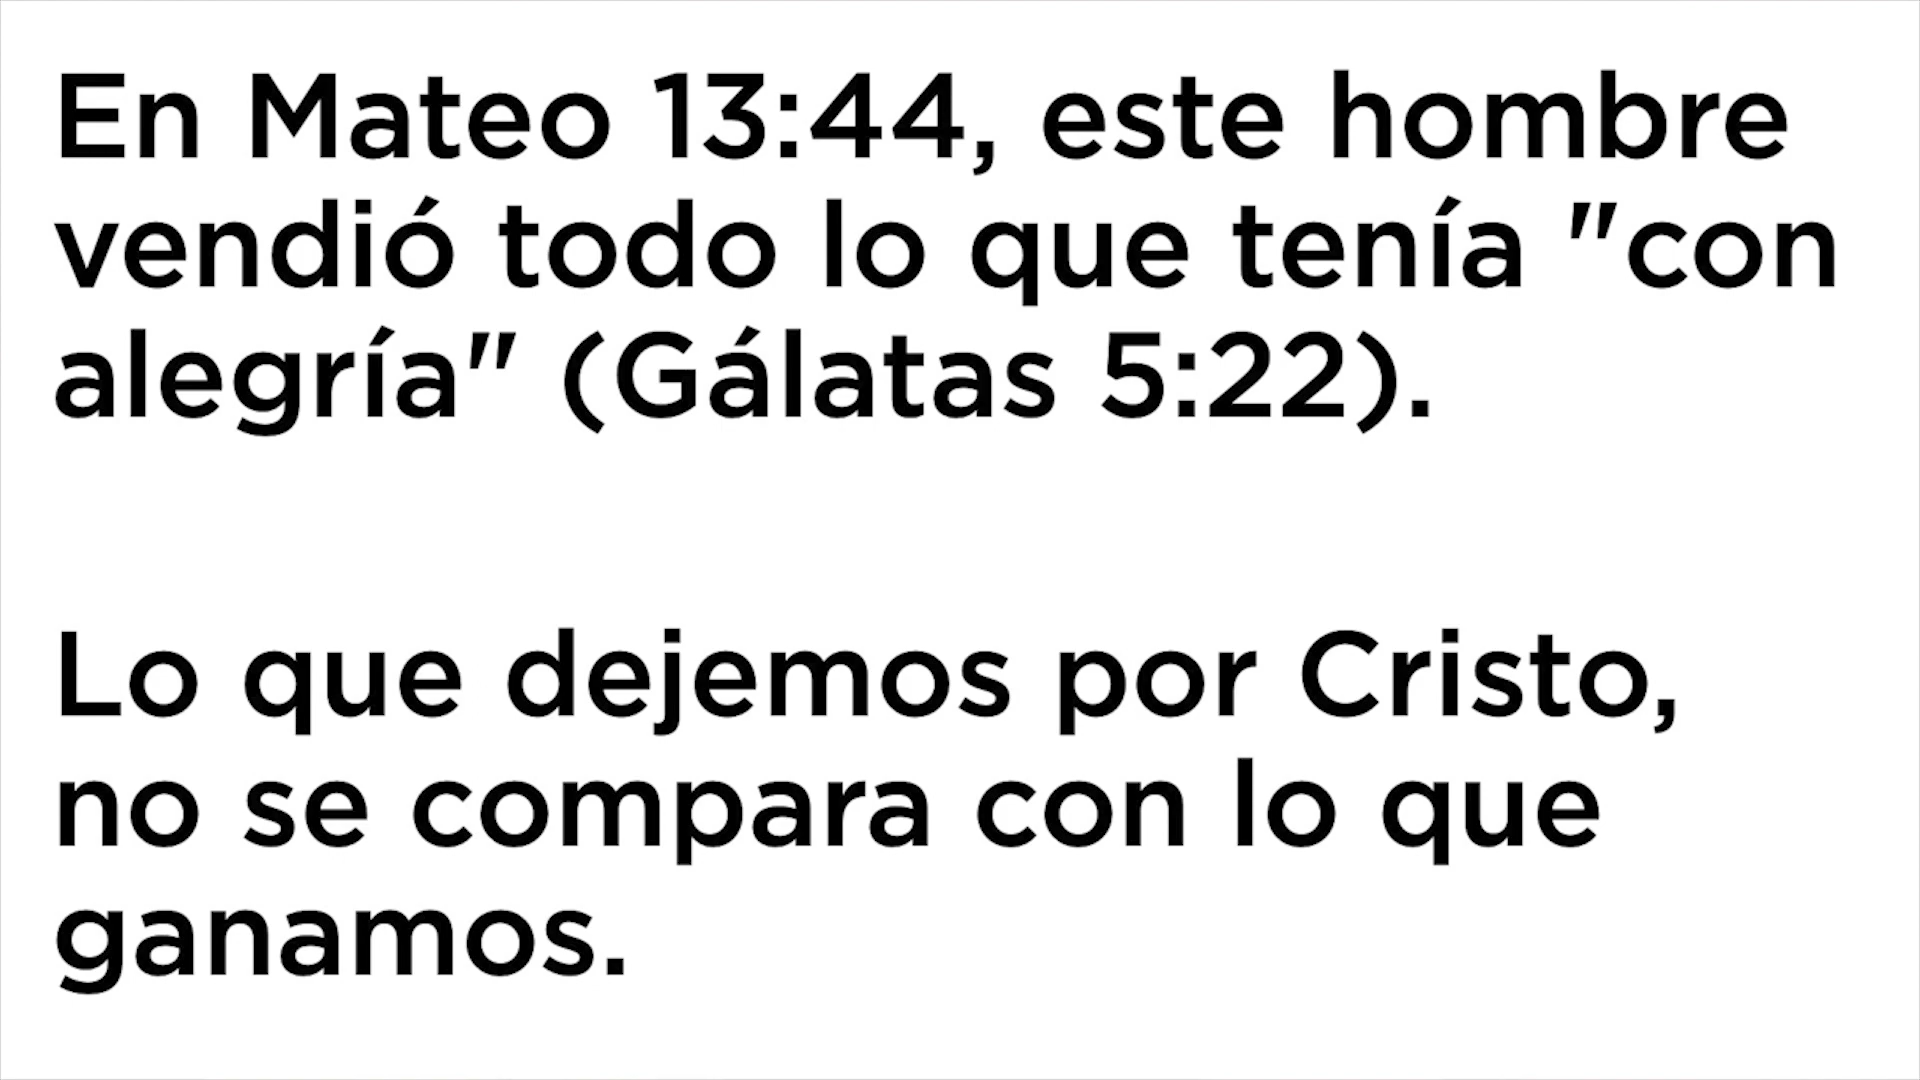 En Mateo 13:44, este hombre
vendió todo lo que tenía "con
alegría" (Gálatas 5:22).
Lo que dejemos por Cristo,
no se compara con lo que
ganamos.